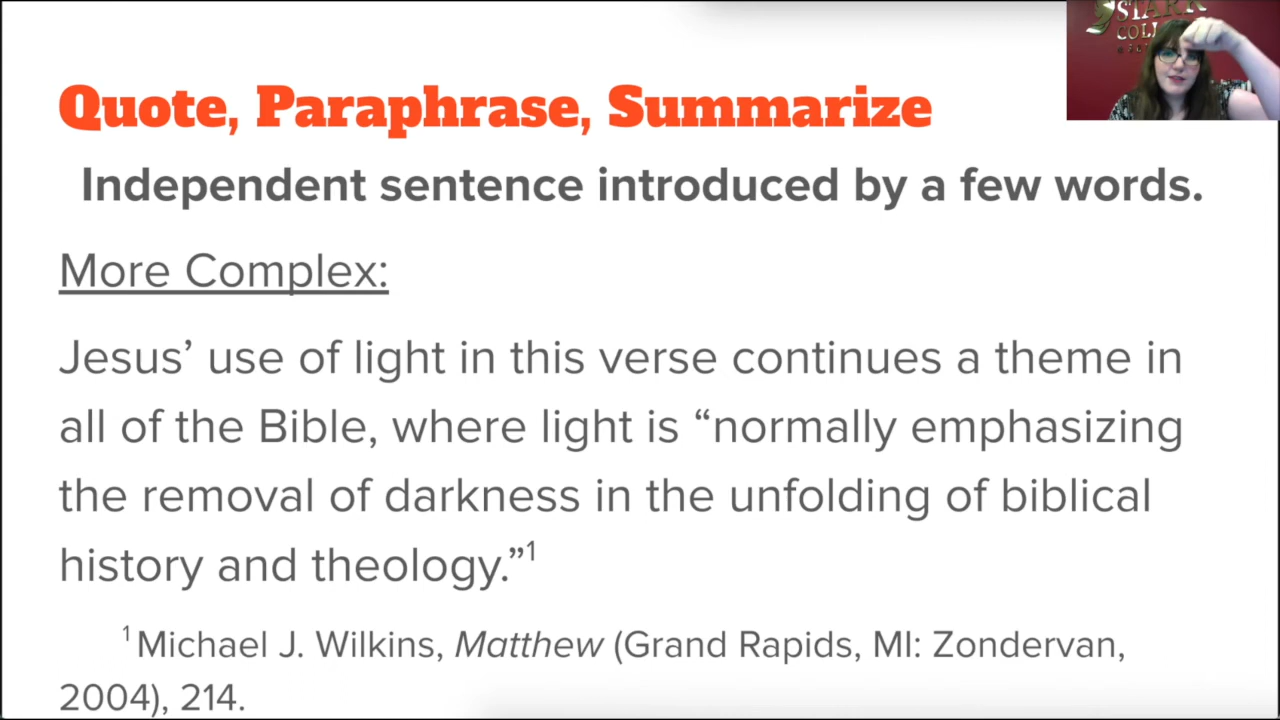 STARK
Quote, Paraphrase, Summarize
Independent sentence introduced by a few words.
More Complex:
Jesus’ use of light in this verse continues a theme in
all of the Bible, where light is “normally emphasizing
the removal of darkness in the unfolding of biblical
history and theology.”1
1 Michael J. Wilkins, Matthew (Grand Rapids, MI: Zondervan,
2004), 214.